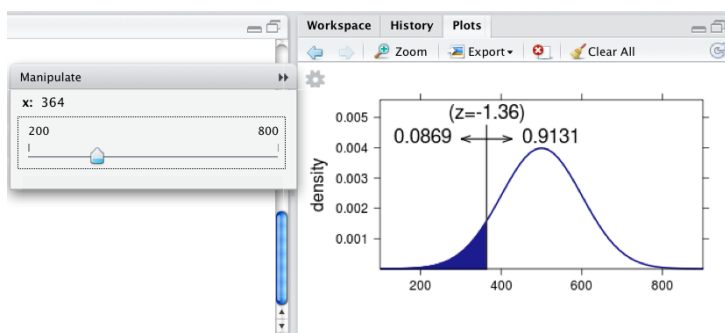 Workspace History Plots
Zoom Export Clear All
Manipulate
x: 364
200 800
(z=-1.36)
0.0869 0.9131
0.005
0.004
0.003
0.002
0.001
density
200 400 600 800